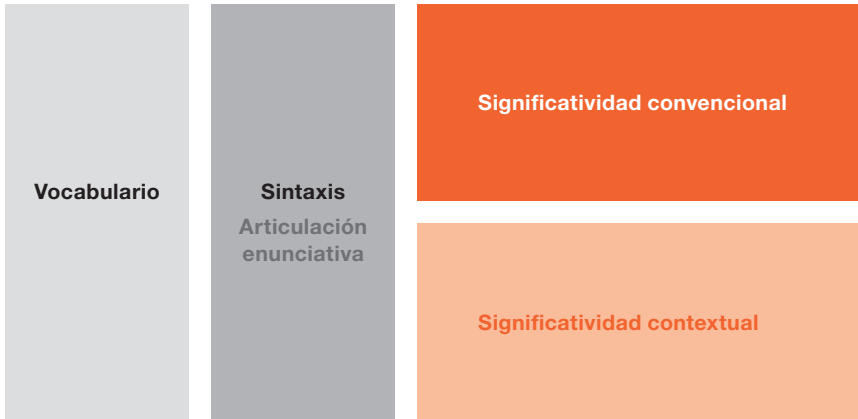 Vocabulario
Sintaxis
Articulación
enunciativa
Significatividad convencional
Significatividad contextual